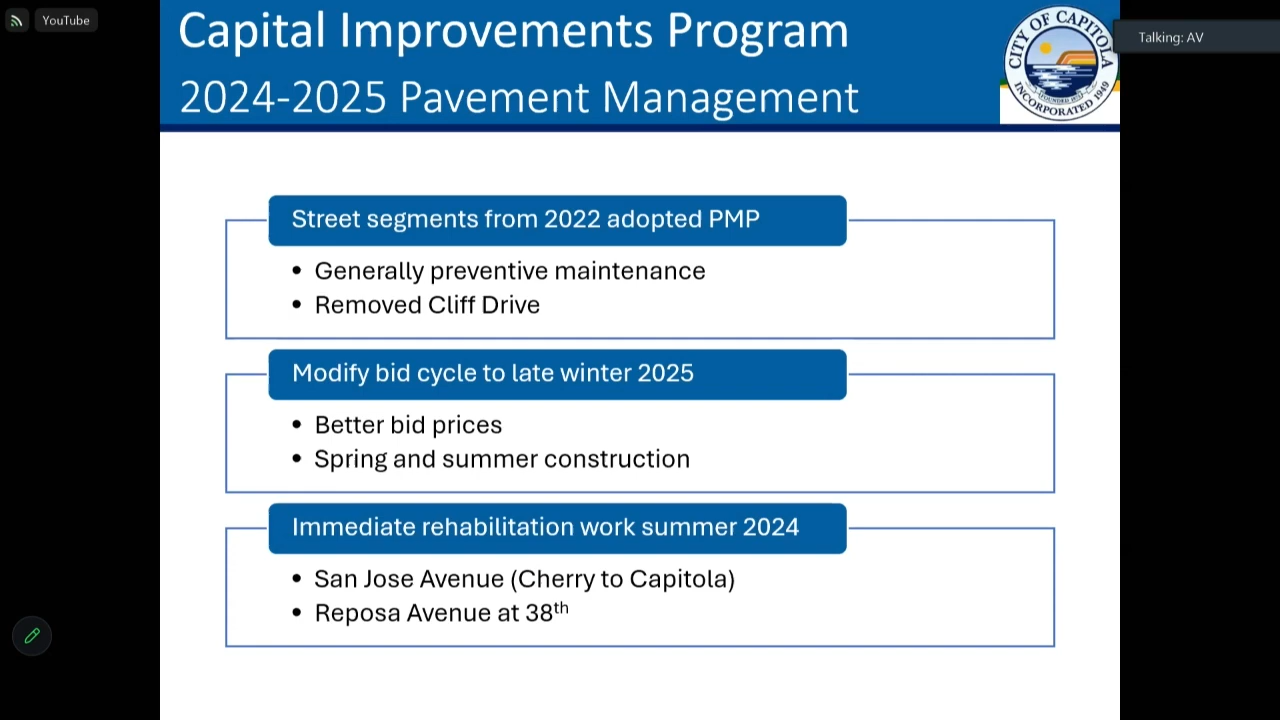 YouTube
Talking: AV
Capital Improvements Program
2024-2025 Pavement Management
CITY OF CAPITOLA
INCORPORATED 1949
Street segments from 2022 adopted PMP
• Generally preventive maintenance
• Removed Cliff Drive
Modify bid cycle to late winter 2025
• Better bid prices
• Spring and summer construction
Immediate rehabilitation work summer 2024
• San Jose Avenue (Cherry to Capitola)
• Reposa Avenue at 38th